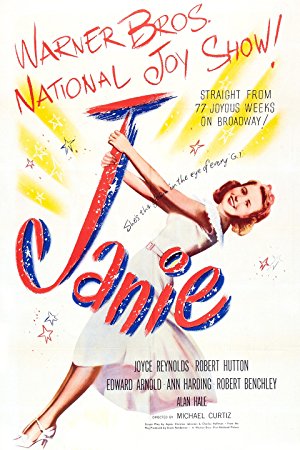 WARNER BROS.
NATIONAL JOY SHOW!
STRAIGHT FROM
77 JOYOUS WEEKS
ON BROADWAY!
She's the in the eye of every G.I.
Janie
JOYCE REYNOLDS · ROBERT HUTTON
EDWARD ARNOLD · ANN HARDING · ROBERT BENCHLEY
ALAN HALE
DIRECTED BY MICHAEL CURTIZ